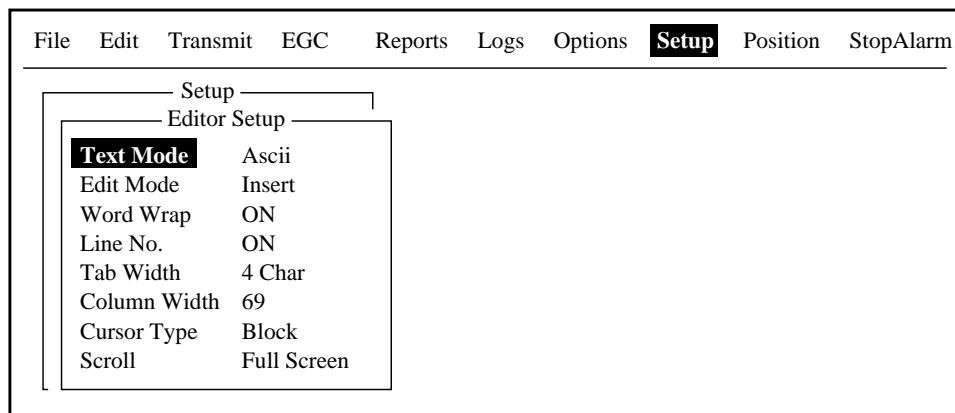 File Edit Transmit EGC Reports Logs Options Setup Position StopAlarm
Setup
Editor Setup
Text Mode Ascii
Edit Mode Insert
Word Wrap ON
Line No. ON
Tab Width 4 Char
Column Width 69
Cursor Type Block
Scroll Full Screen